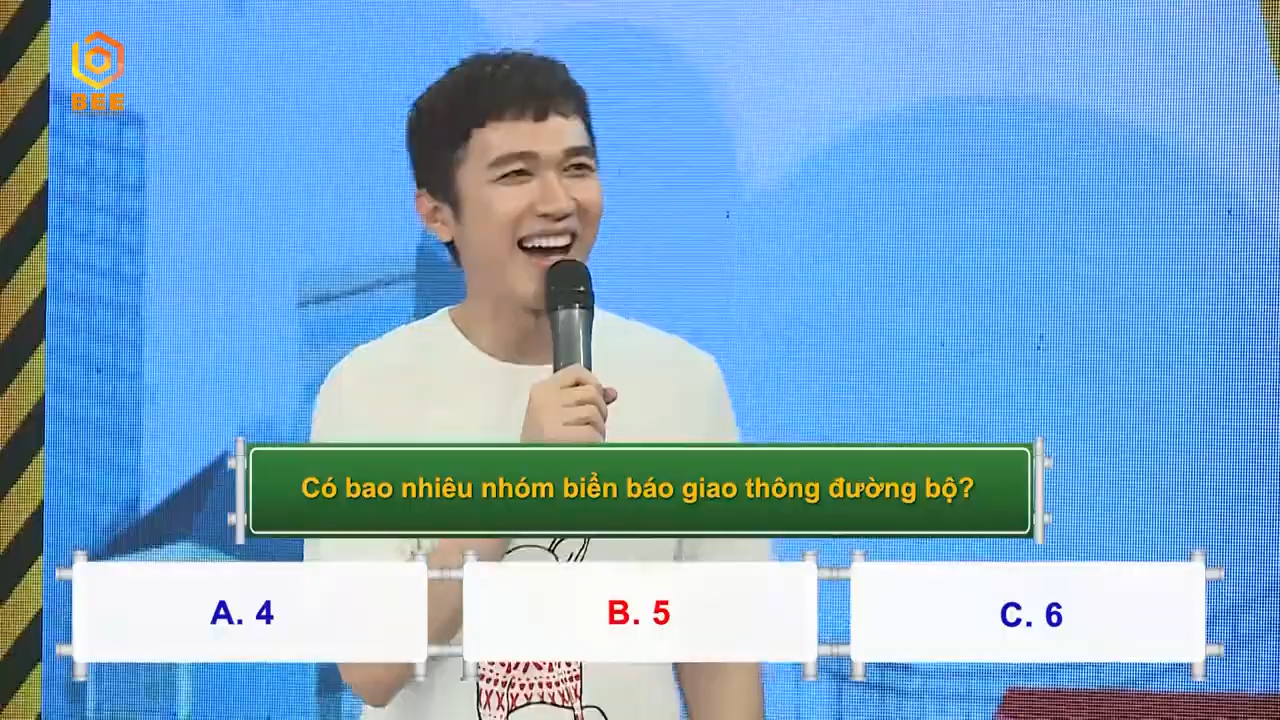 BEE
Có bao nhiêu nhóm biển báo giao thông đường bộ?
A. 4
B. 5
C. 6